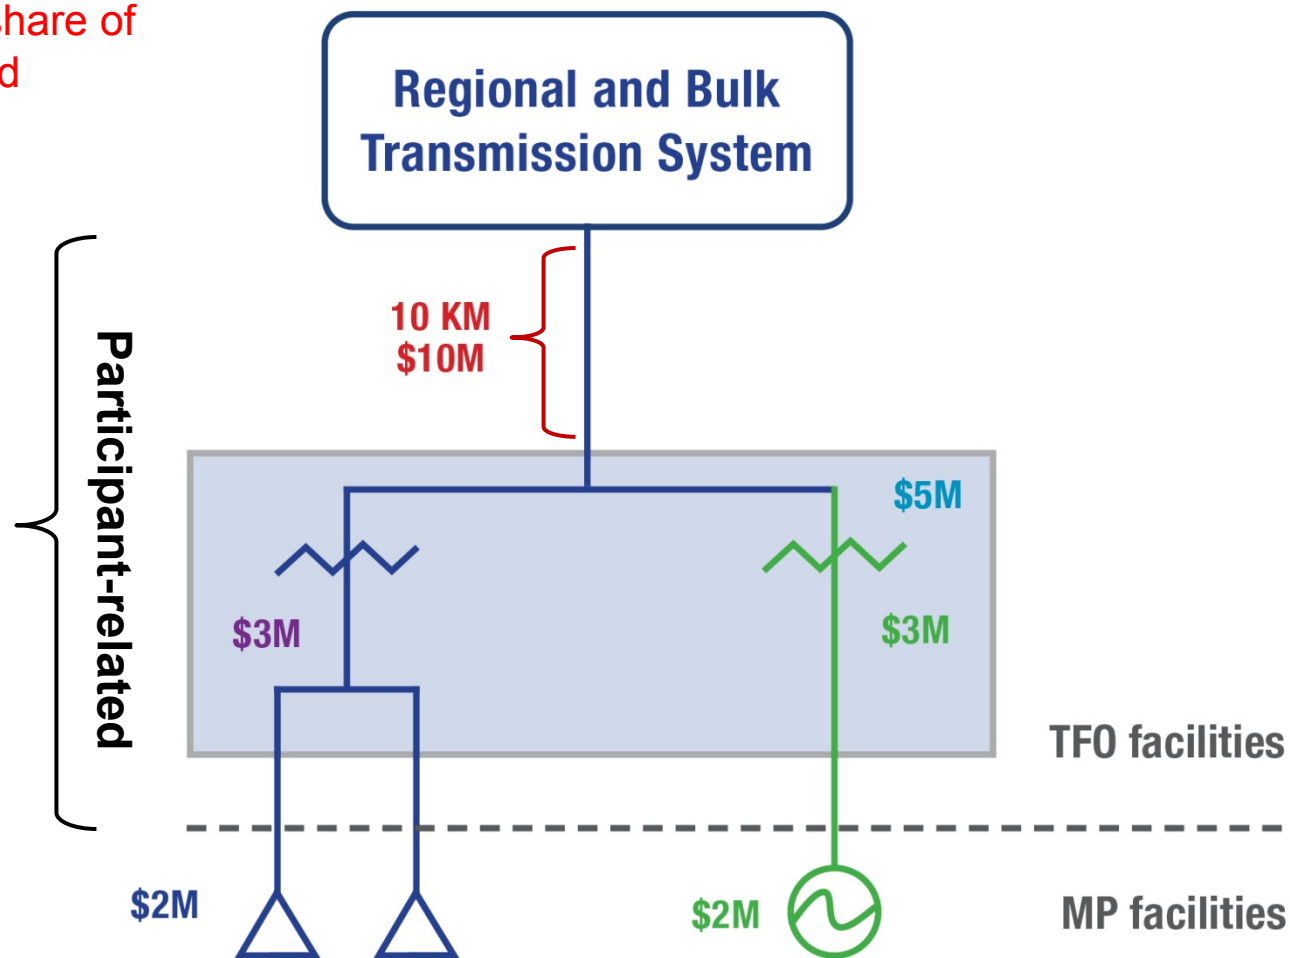 share of
d
Regional and Bulk
Transmission System
10 KM
$10M
Participant-related
$5M
$3M
$3M
TFO facilities
$2M
$2M
MP facilities